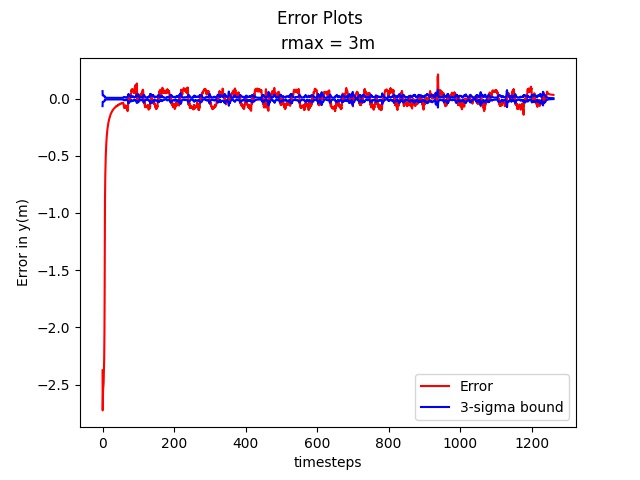 Error Plots
rmax = 3m
0.0
−0.5
−1.0
−1.5
−2.0
−2.5
Error in y(m)
Error
3-sigma bound
0 200 400 600 800 1000 1200
timesteps